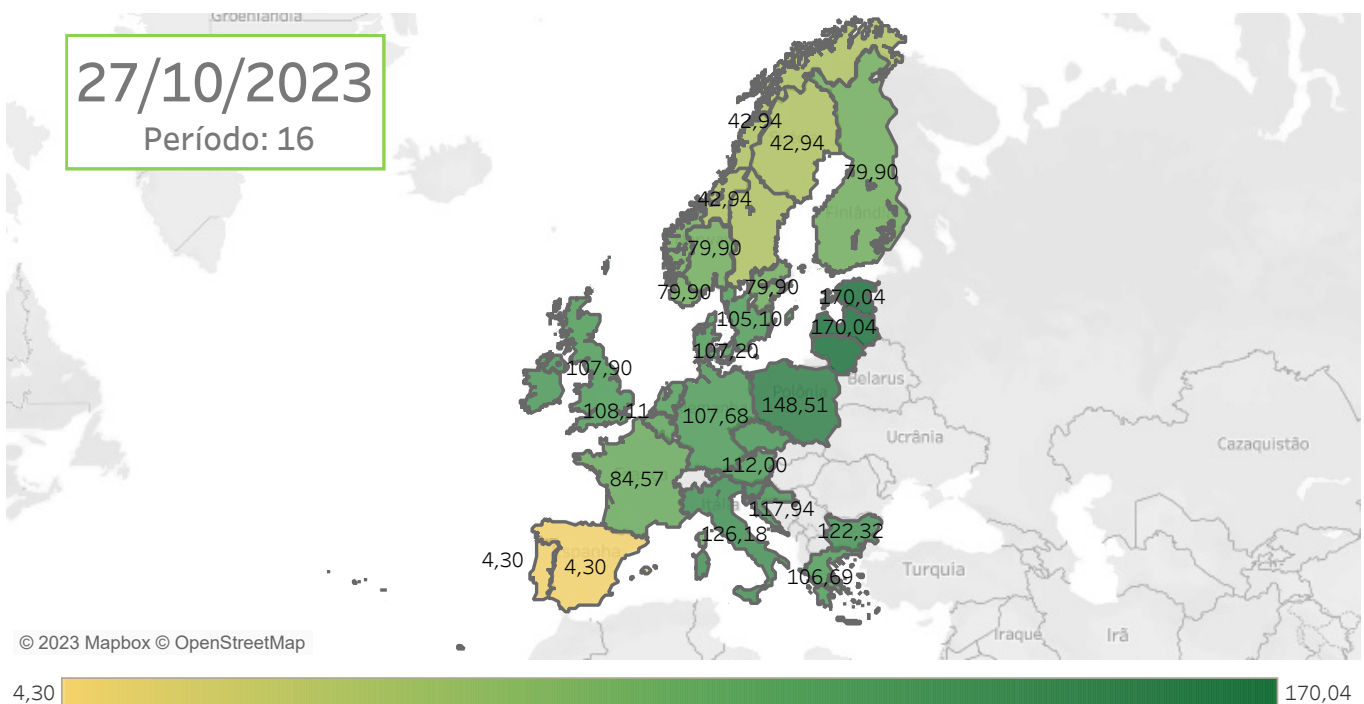 Groenlândia
27/10/2023
Período: 16
42,94
42,94
79,90
42,94
Finlândia
79,90
79,90
79,90
170,04
105,10
170,04
107,20
107,90
Polônia
Belarus
108,11
107,68
148,51
Ucrânia
Cazaquistão
84,57
112,00
Itália
117,94
126,18
122,32
4,30
Espanha
4,30
106,69
Turquia
Iraque
Irã
© 2023 Mapbox © OpenStreetMap
4,30
170,04